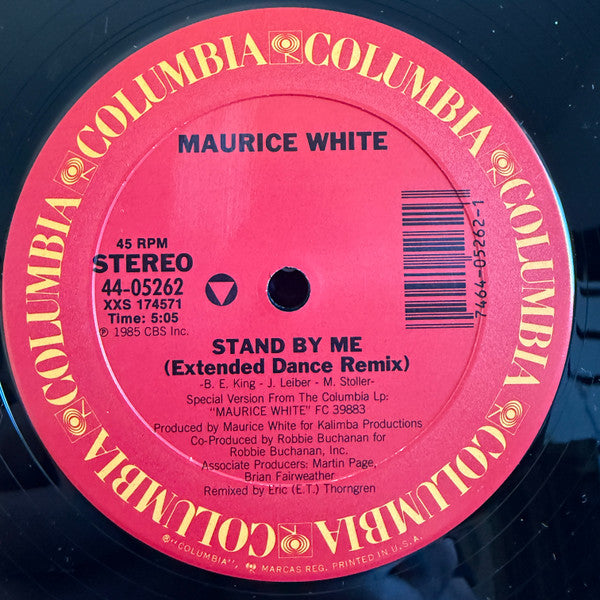 COLUMBIA COLUMBIA COLUMBIA COLUMBIA COLUMBIA COLUMBIA COLUMBIA COLUMBIA
MAURICE WHITE
45 RPM
STEREO
44-05262
XXS 174571
Time: 5:05
℗ 1985 CBS Inc.
7464-05262-1
STAND BY ME
(Extended Dance Remix)
-B. E. King - J. Leiber - M. Stoller-
Special Version From The Columbia Lp:
"MAURICE WHITE" FC 39883
Produced by Maurice White for Kalimba Productions
Co-Produced by Robbie Buchanan for
Robbie Buchanan, Inc.
Associate Producers: Martin Page,
Brian Fairweather
Remixed by Eric (E.T.) Thorngren
®"COLUMBIA", MARCAS REG. PRINTED IN U.S.A.